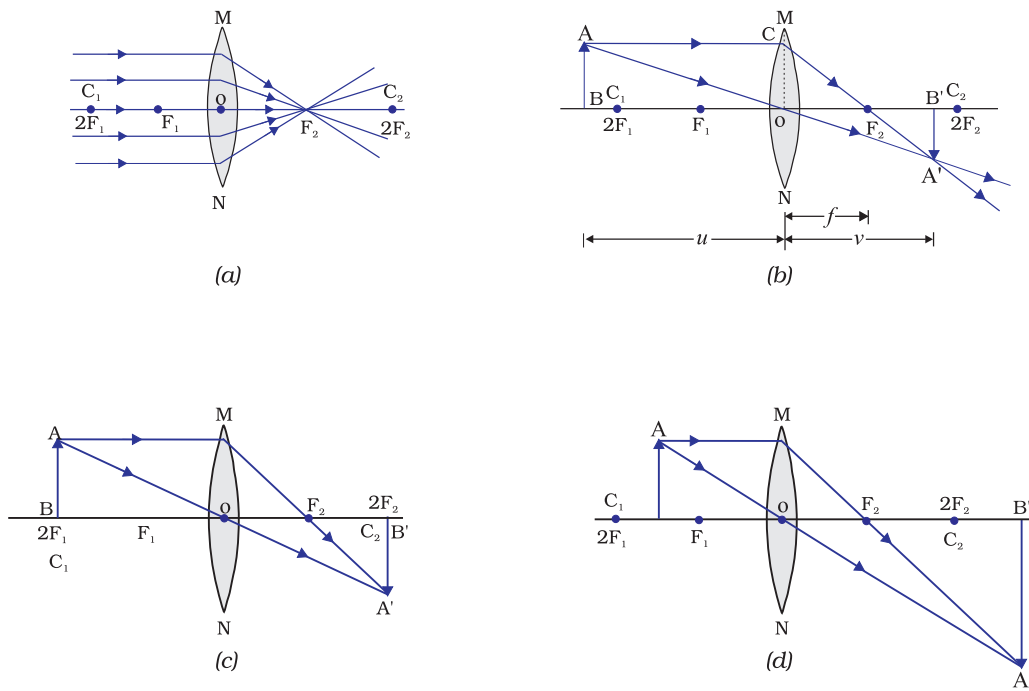 M
C₁
O
C₂
2F₁
F₁
F₂
2F₂
N
(a)
M
A
C
B C₁
B' C₂
2F₁
F₁
O
F₂
2F₂
A'
N
f
u
v
(b)
M
A
B
O
F₂
2F₂
2F₁
F₁
C₂ B'
C₁
A'
N
(c)
M
A
C₁
O
F₂
2F₂
B'
2F₁
F₁
C₂
N
A
(d)